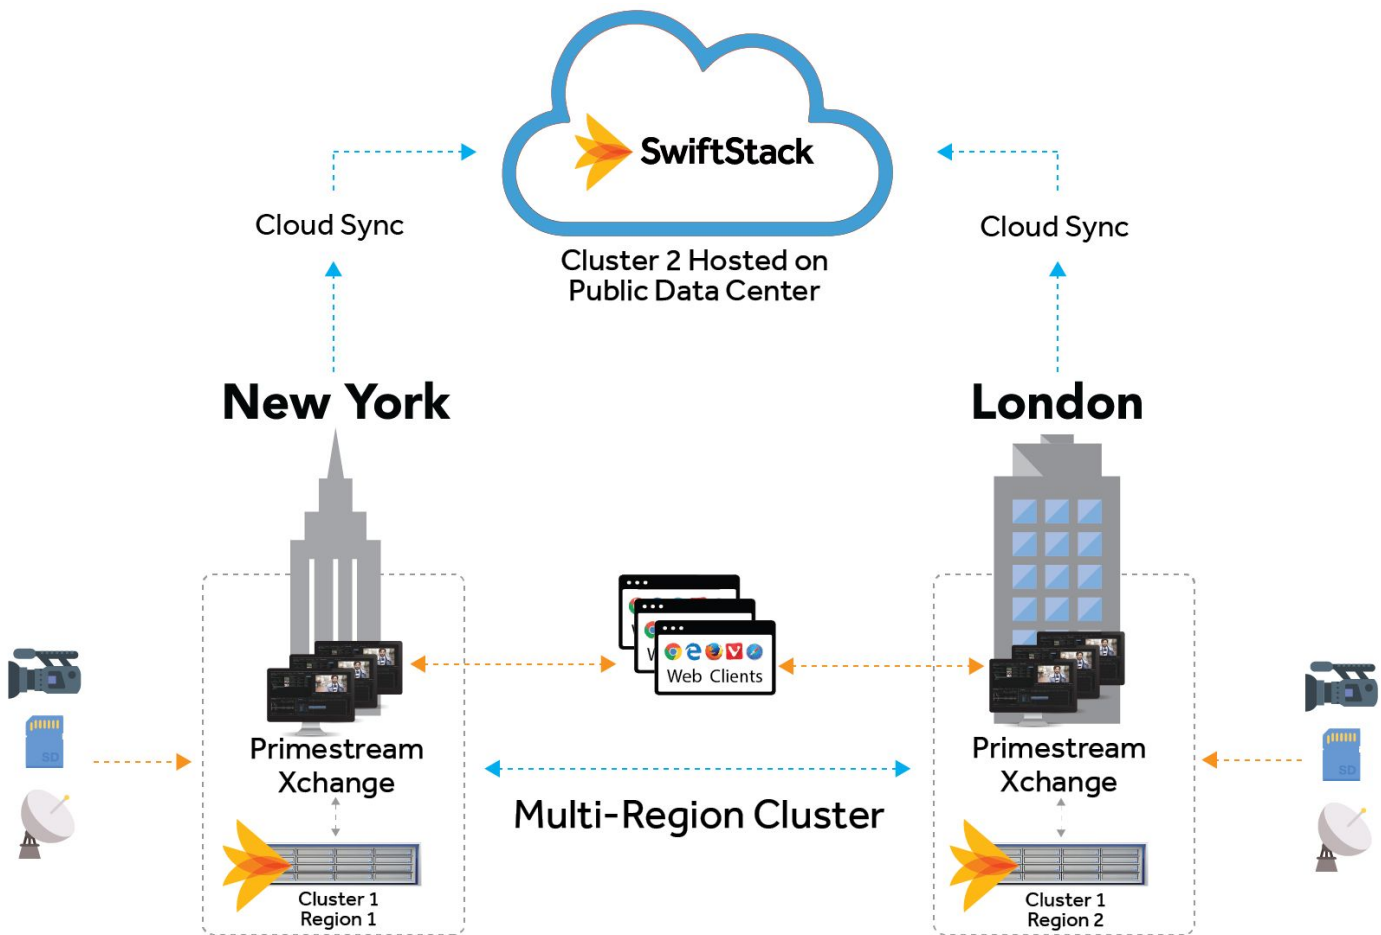 SwiftStack
Cloud Sync
Cloud Sync
Cluster 2 Hosted on
Public Data Center
New York
London
Web Clients
Primestream
Xchange
Primestream
Xchange
SD
SD
Multi-Region Cluster
Cluster 1
Region 1
Cluster 1
Region 2